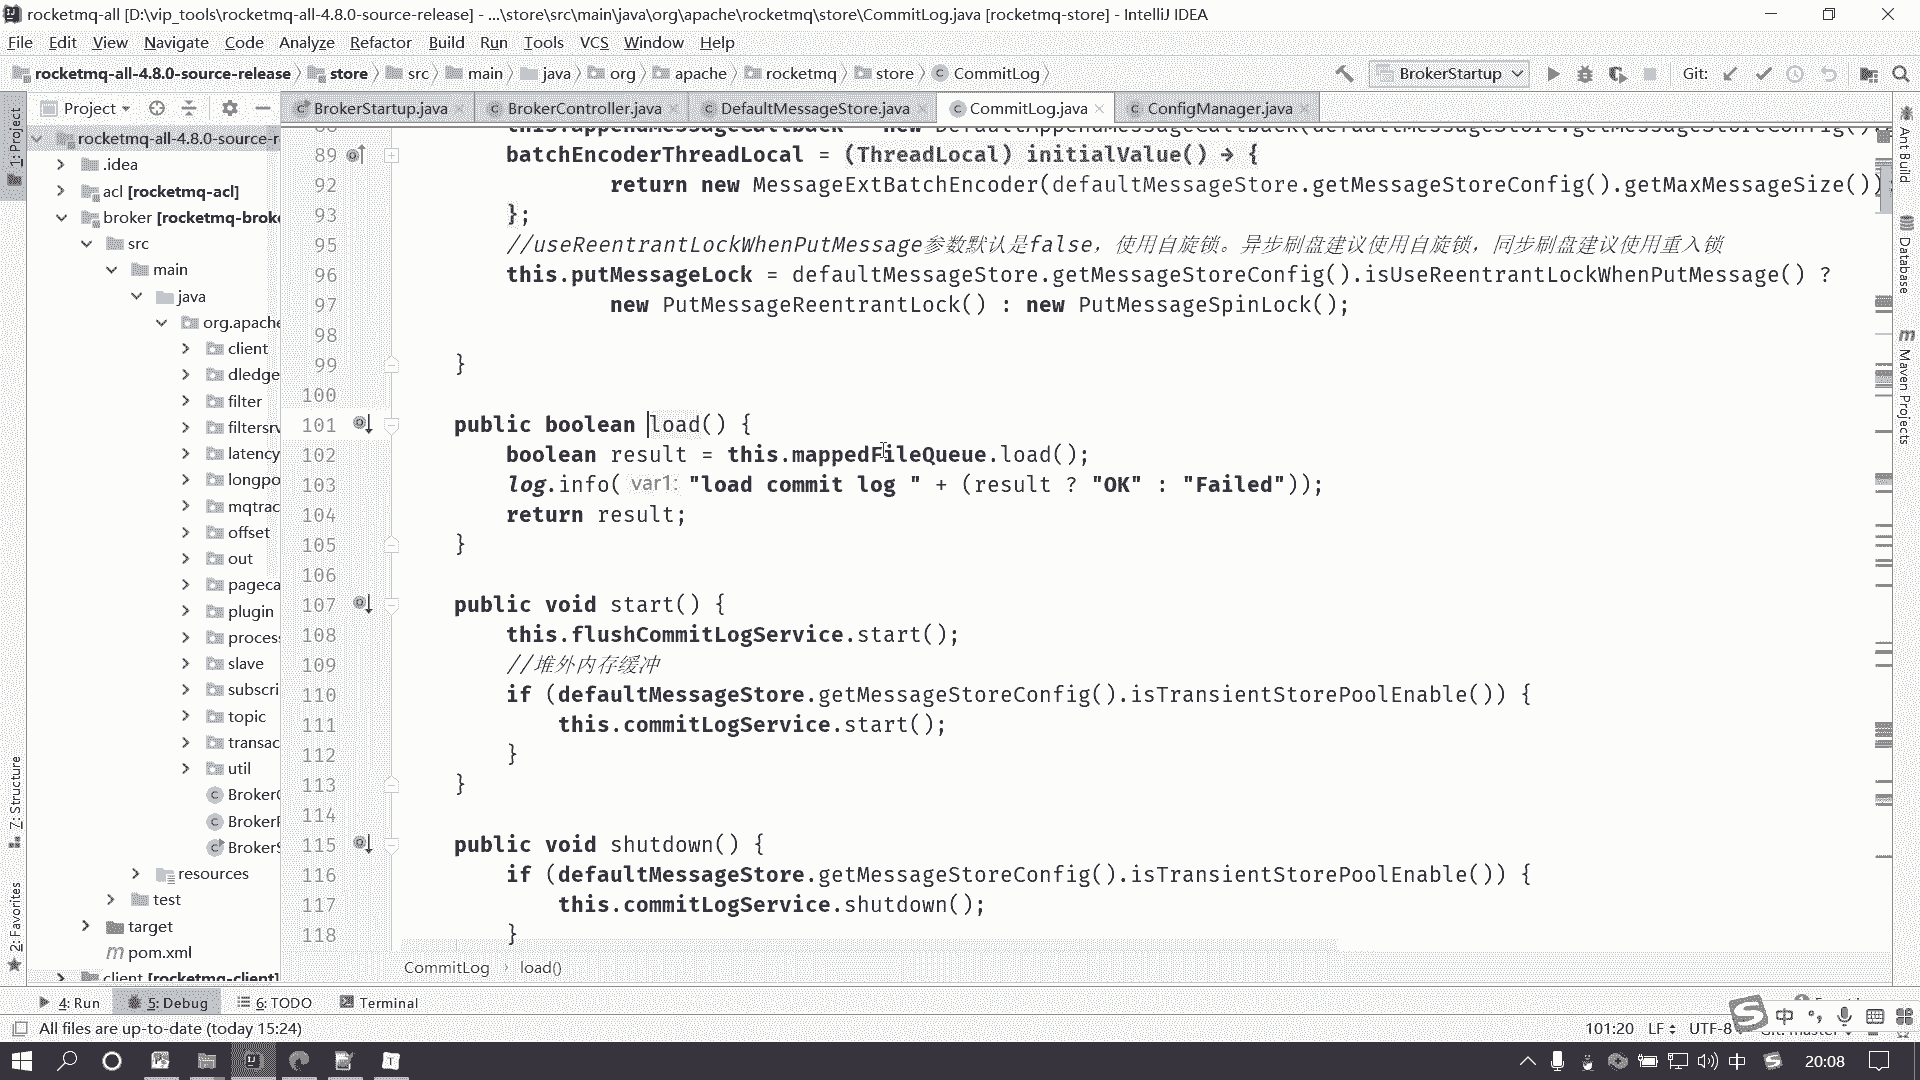 rocketmq-all [D:\vip_tools\rocketmq-all-4.8.0-source-release] - ...\store\src\main\java\org\apache\rocketmq\store\CommitLog.java [rocketmq-store] - IntelliJ IDEA
File Edit View Navigate Code Analyze Refactor Build Run Tools VCS Window Help
rocketmq-all-4.8.0-source-release store src main java org apache rocketmq store CommitLog BrokerStartup Git:
Project BrokerStartup.java BrokerController.java DefaultMessageStore.java CommitLog.java ConfigManager.java
1: Project
7: Structure
2: Favorites
rocketmq-all-4.8.0-source-r
.idea
acl [rocketmq-acl]
broker [rocketmq-broke
src
main
java
org.apache
client
dledge
filter
filtersrv
latency
longpo
mqtrac
offset
out
pageca
plugin
process
slave
subscri
topic
transac
util
Broker
Broker
Broker
resources
test
target
pom.xml
client [rocketmq-client]
this.appendMessageCallback = new DefaultAppendMessageCallback(defaultMessageStore.getMessageStoreConfig().
89 batchEncoderThreadLocal = (ThreadLocal) initialValue() → {
92 return new MessageExtBatchEncoder(defaultMessageStore.getMessageStoreConfig().getMaxMessageSize());
93 };
95 //useReentrantLockWhenPutMessage参数默认是false，使用自旋锁。异步刷盘建议使用自旋锁，同步刷盘建议使用重入锁
96 this.putMessageLock = defaultMessageStore.getMessageStoreConfig().isUseReentrantLockWhenPutMessage() ?
97 new PutMessageReentrantLock() : new PutMessageSpinLock();
98
99 }
100
101 public boolean load() {
102 boolean result = this.mappedFileQueue.load();
103 log.info( var1: "load commit log " + (result ? "OK" : "Failed"));
104 return result;
105 }
106
107 public void start() {
108 this.flushCommitLogService.start();
109 //堆外内存缓冲
110 if (defaultMessageStore.getMessageStoreConfig().isTransientStorePoolEnable()) {
111 this.commitLogService.start();
112 }
113 }
114
115 public void shutdown() {
116 if (defaultMessageStore.getMessageStoreConfig().isTransientStorePoolEnable()) {
117 this.commitLogService.shutdown();
118 }
CommitLog › load()
Ant Build
Database
Maven Projects
4: Run 5: Debug 6: TODO Terminal
All files are up-to-date (today 15:24) 101:20 LF UTF-8
中
中 20:08